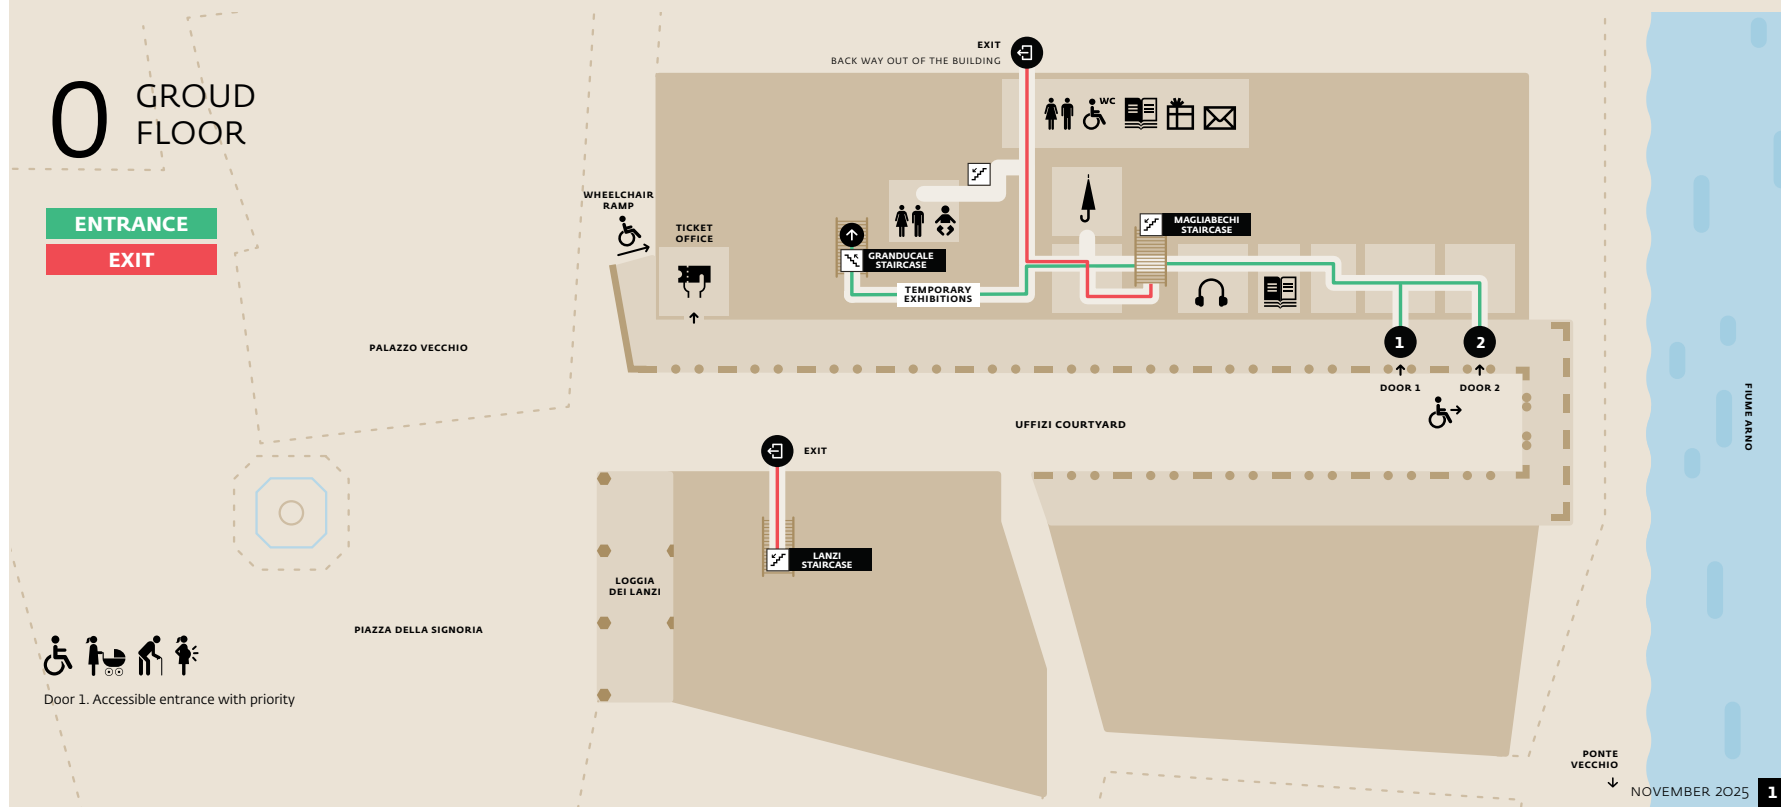 0
GROUD
FLOOR
ENTRANCE
EXIT
EXIT
BACK WAY OUT OF THE BUILDING
WC
WHEELCHAIR
RAMP
TICKET
OFFICE
MAGLIABECHI
STAIRCASE
GRANDUCALE
STAIRCASE
TEMPORARY
EXHIBITIONS
1
2
DOOR 1
DOOR 2
PALAZZO VECCHIO
UFFIZI COURTYARD
FIUME ARNO
EXIT
LANZI
STAIRCASE
LOGGIA
DEI LANZI
PIAZZA DELLA SIGNORIA
Door 1. Accessible entrance with priority
PONTE
VECCHIO
NOVEMBER 2025
1